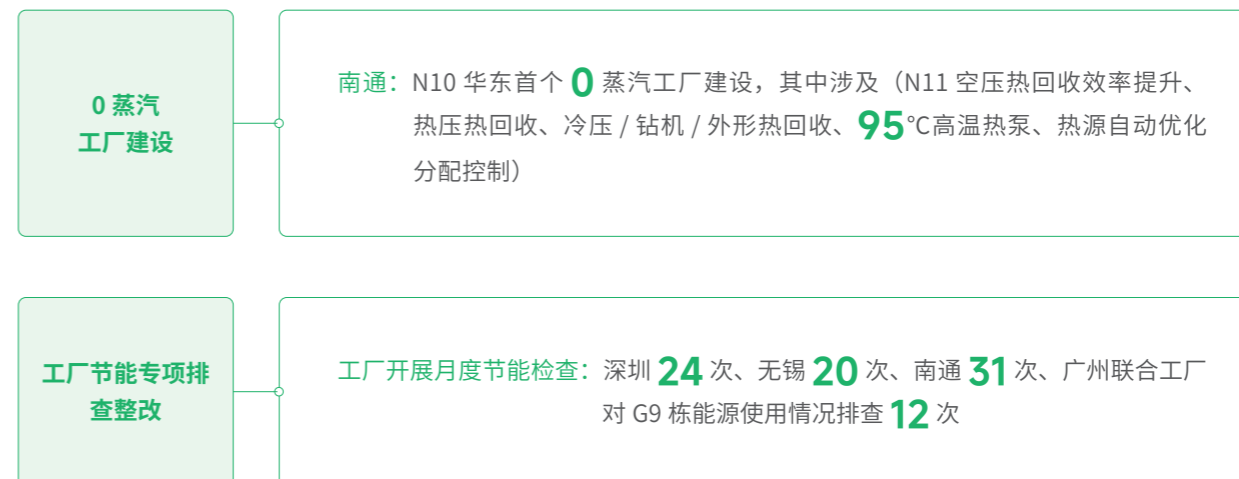 0 蒸汽
工厂建设
南通：N10 华东首个 0 蒸汽工厂建设，其中涉及（N11 空压热回收效率提升、
热压热回收、冷压 / 钻机 / 外形热回收、95℃高温热泵、热源自动优化
分配控制）
工厂节能专项排
查整改
工厂开展月度节能检查：深圳 24 次、无锡 20 次、南通 31 次、广州联合工厂
对 G9 栋能源使用情况排查 12 次